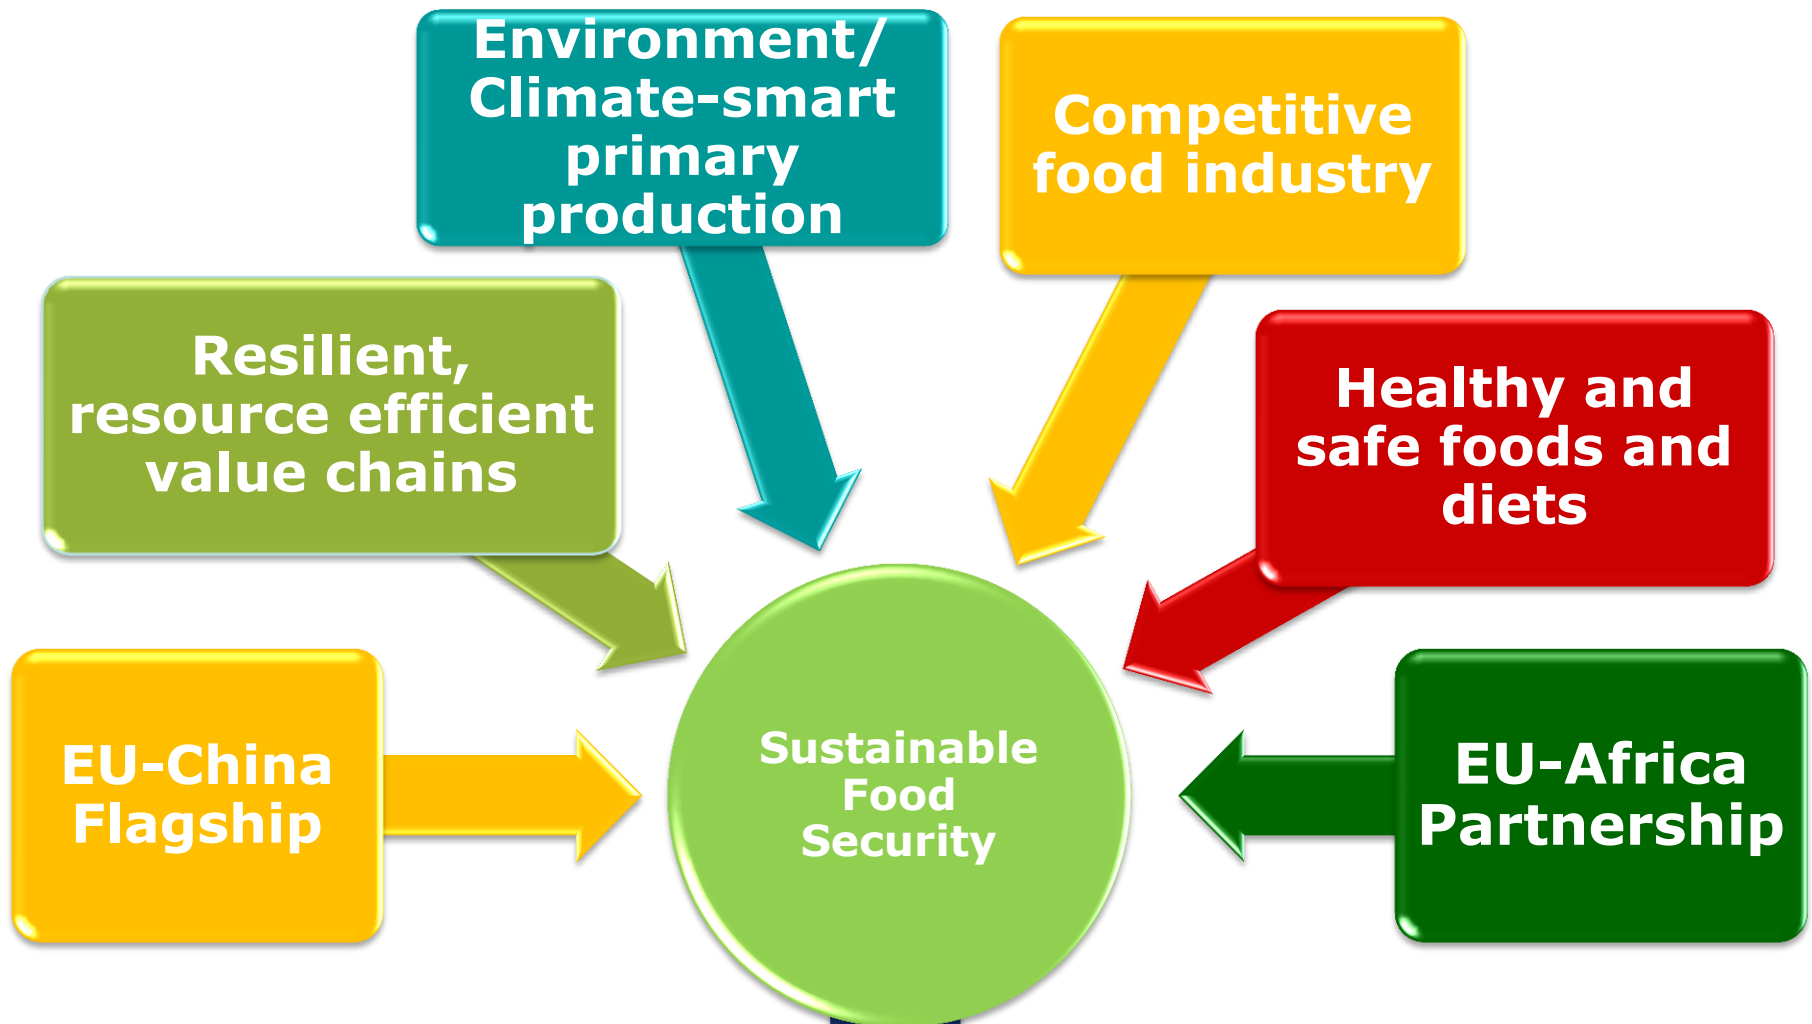 Environment/
Climate-smart
primary
production
Competitive
food industry
Resilient,
resource efficient
value chains
Healthy and
safe foods and
diets
EU-China
Flagship
Sustainable
Food
Security
EU-Africa
Partnership